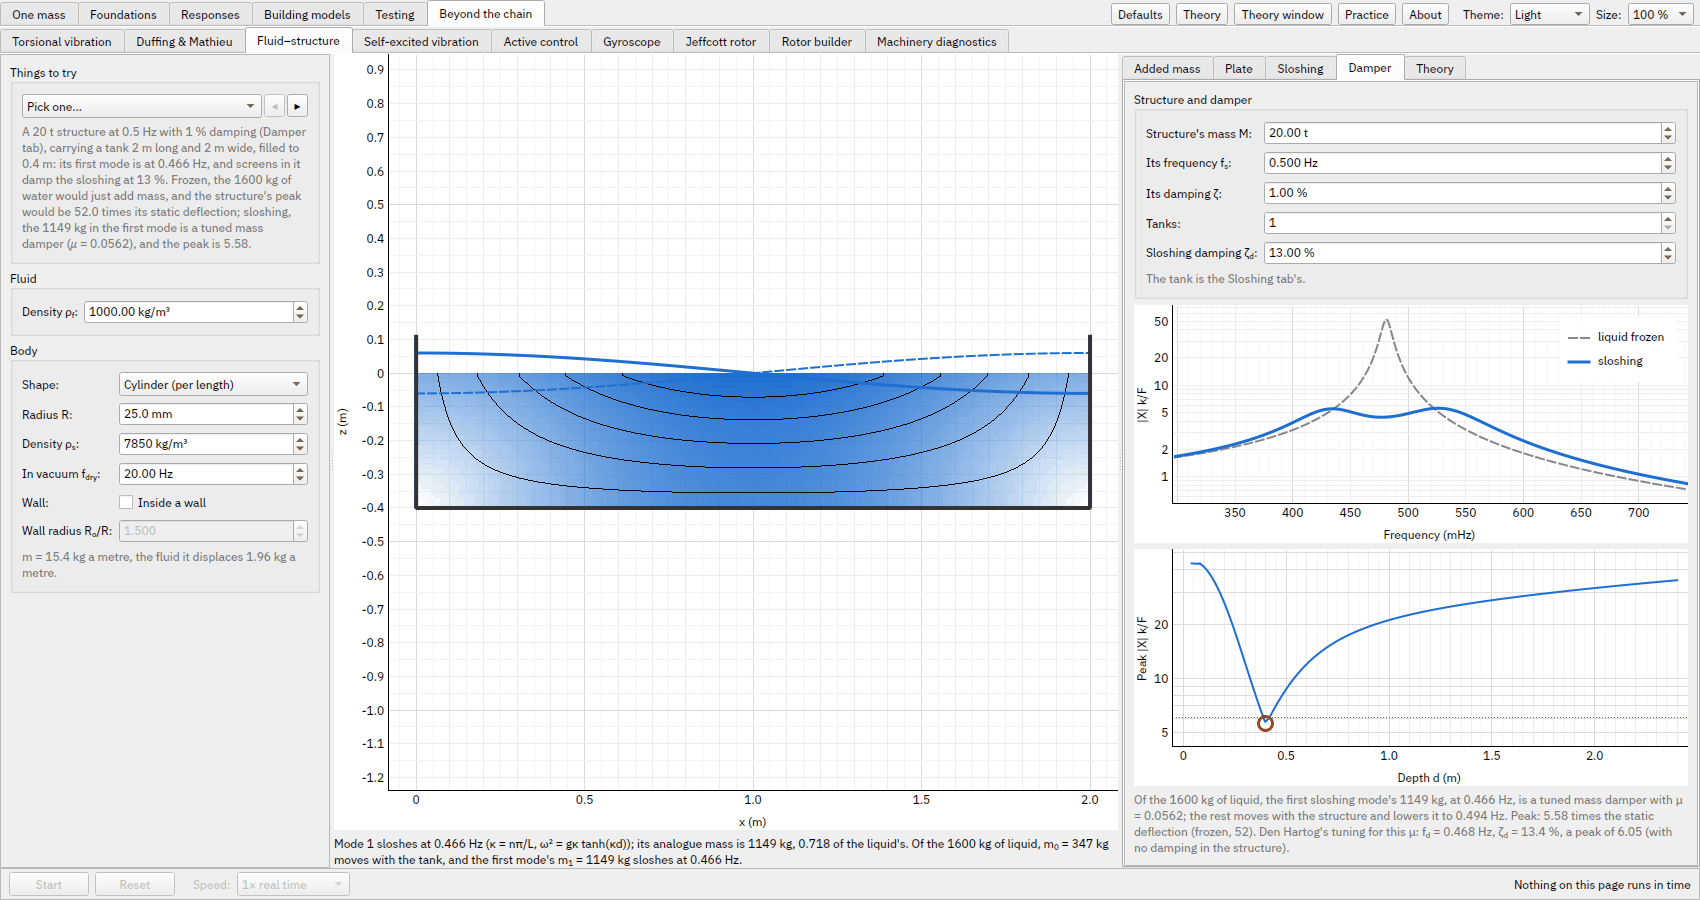 One mass Foundations Responses Building models Testing Beyond the chain Defaults Theory Theory window Practice About Theme: Light Size: 100 %
Torsional vibration Duffing & Mathieu Fluid–structure Self-excited vibration Active control Gyroscope Jeffcott rotor Rotor builder Machinery diagnostics
Things to try
Pick one...
A 20 t structure at 0.5 Hz with 1 % damping (Damper
tab), carrying a tank 2 m long and 2 m wide, filled to
0.4 m: its first mode is at 0.466 Hz, and screens in it
damp the sloshing at 13 %. Frozen, the 1600 kg of
water would just add mass, and the structure's peak
would be 52.0 times its static deflection; sloshing,
the 1149 kg in the first mode is a tuned mass
damper (μ = 0.0562), and the peak is 5.58.
Fluid
Density ρf: 1000.00 kg/m³
Body
Shape: Cylinder (per length)
Radius R: 25.0 mm
Density ρs: 7850 kg/m³
In vacuum fdry: 20.00 Hz
Wall: Inside a wall
Wall radius Ro/R: 1.500
m = 15.4 kg a metre, the fluid it displaces 1.96 kg a
metre.
0.9
0.8
0.7
0.6
0.5
0.4
0.3
0.2
0.1
0
-0.1
-0.2
-0.3
-0.4
-0.5
-0.6
-0.7
-0.8
-0.9
-1.0
-1.1
-1.2
z (m)
0 0.5 1.0 1.5 2.0
x (m)
Mode 1 sloshes at 0.466 Hz (κ = nπ/L, ω² = gκ tanh(κd)); its analogue mass is 1149 kg, 0.718 of the liquid's. Of the 1600 kg of liquid, m₀ = 347 kg
moves with the tank, and the first mode's m₁ = 1149 kg sloshes at 0.466 Hz.
Added mass Plate Sloshing Damper Theory
Structure and damper
Structure's mass M: 20.00 t
Its frequency fs: 0.500 Hz
Its damping ζ: 1.00 %
Tanks: 1
Sloshing damping ζd: 13.00 %
The tank is the Sloshing tab's.
50
20
10
5
2
1
|X| k/F
liquid frozen
sloshing
350 400 450 500 550 600 650 700
Frequency (mHz)
20
10
5
Peak |X| k/F
0 0.5 1.0 1.5 2.0
Depth d (m)
Of the 1600 kg of liquid, the first sloshing mode's 1149 kg, at 0.466 Hz, is a tuned mass damper with μ
= 0.0562; the rest moves with the structure and lowers it to 0.494 Hz. Peak: 5.58 times the static
deflection (frozen, 52). Den Hartog's tuning for this μ: fd = 0.468 Hz, ζd = 13.4 %, a peak of 6.05 (with
no damping in the structure).
Start Reset Speed: 1× real time Nothing on this page runs in time